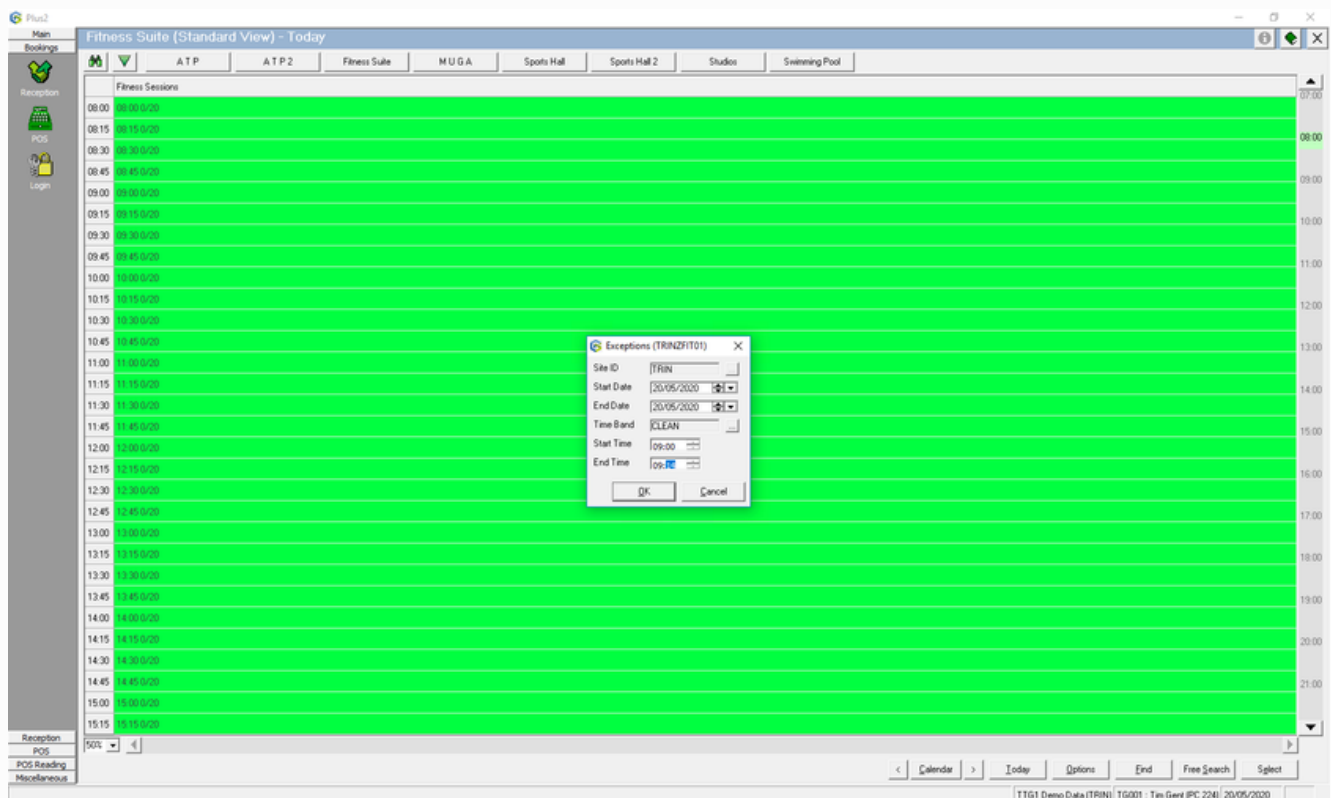 Plus2
Main
Bookings
Reception
POS
Login
Reception
POS
POS Reading
Miscellaneous
Fitness Suite (Standard View) - Today
ATP ATP2 Fitness Suite MUGA Sports Hall Sports Hall 2 Studios Swimming Pool
Fitness Sessions
08:00 08:00 0/20
08:15 08:15 0/20
08:30 08:30 0/20
08:45 08:45 0/20
09:00 09:00 0/20
09:15 09:15 0/20
09:30 09:30 0/20
09:45 09:45 0/20
10:00 10:00 0/20
10:15 10:15 0/20
10:30 10:30 0/20
10:45 10:45 0/20
11:00 11:00 0/20
11:15 11:15 0/20
11:30 11:30 0/20
11:45 11:45 0/20
12:00 12:00 0/20
12:15 12:15 0/20
12:30 12:30 0/20
12:45 12:45 0/20
13:00 13:00 0/20
13:15 13:15 0/20
13:30 13:30 0/20
13:45 13:45 0/20
14:00 14:00 0/20
14:15 14:15 0/20
14:30 14:30 0/20
14:45 14:45 0/20
15:00 15:00 0/20
15:15 15:15 0/20
Exceptions (TRINZFIT01)
Site ID TRIN ...
Start Date 20/05/2020
End Date 20/05/2020
Time Band CLEAN ...
Start Time 09:00
End Time 09:14
OK Cancel
07:00
08:00
09:00
10:00
11:00
12:00
13:00
14:00
15:00
16:00
17:00
18:00
19:00
20:00
21:00
50%
< Calendar > Today Options Find Free Search Select
TTG1 Demo Data (TRIN) TG001 : Tim Gent (PC 224) 20/05/2020